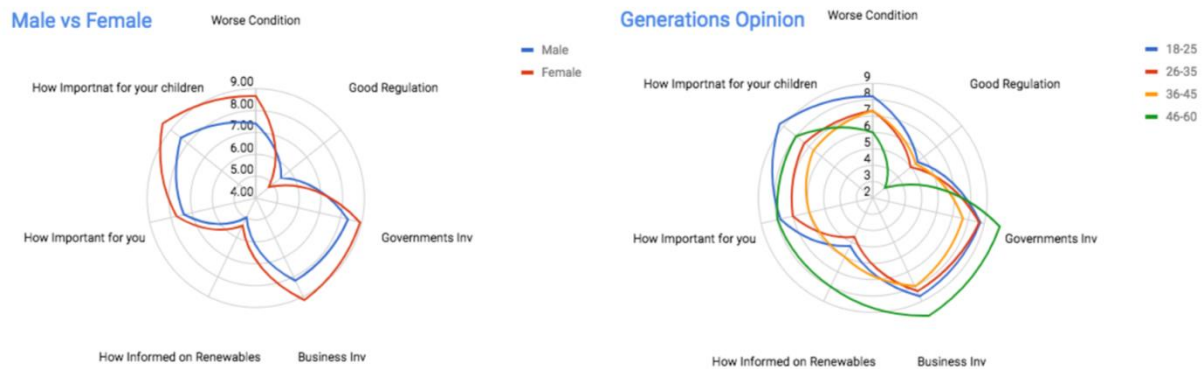 Male vs Female
Worse Condition
Male
Female
How Importnat for your children
9.00
8.00
7.00
6.00
5.00
4.00
Good Regulation
How Important for you
Governments Inv
How Informed on Renewables
Business Inv
Generations Opinion
Worse Condition
18-25
26-35
36-45
46-60
How Importnat for your children
9
8
7
6
5
4
3
2
Good Regulation
How Important for you
Governments Inv
How Informed on Renewables
Business Inv